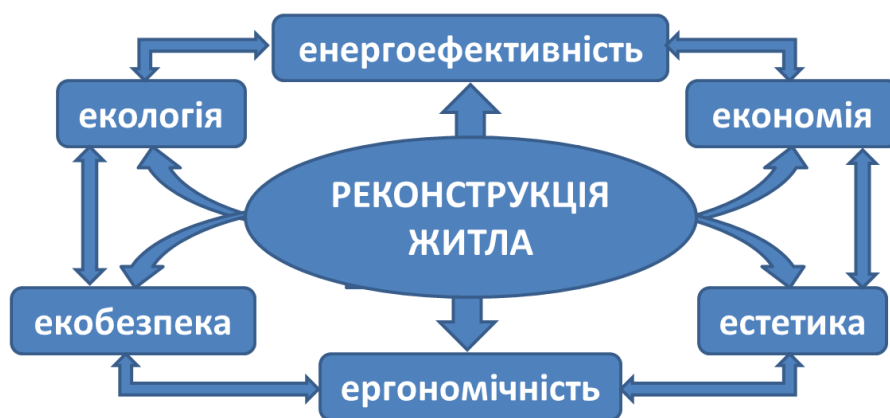 енергоефективність
екологія
економія
РЕКОНСТРУКЦІЯ
ЖИТЛА
екобезпека
естетика
ергономічність